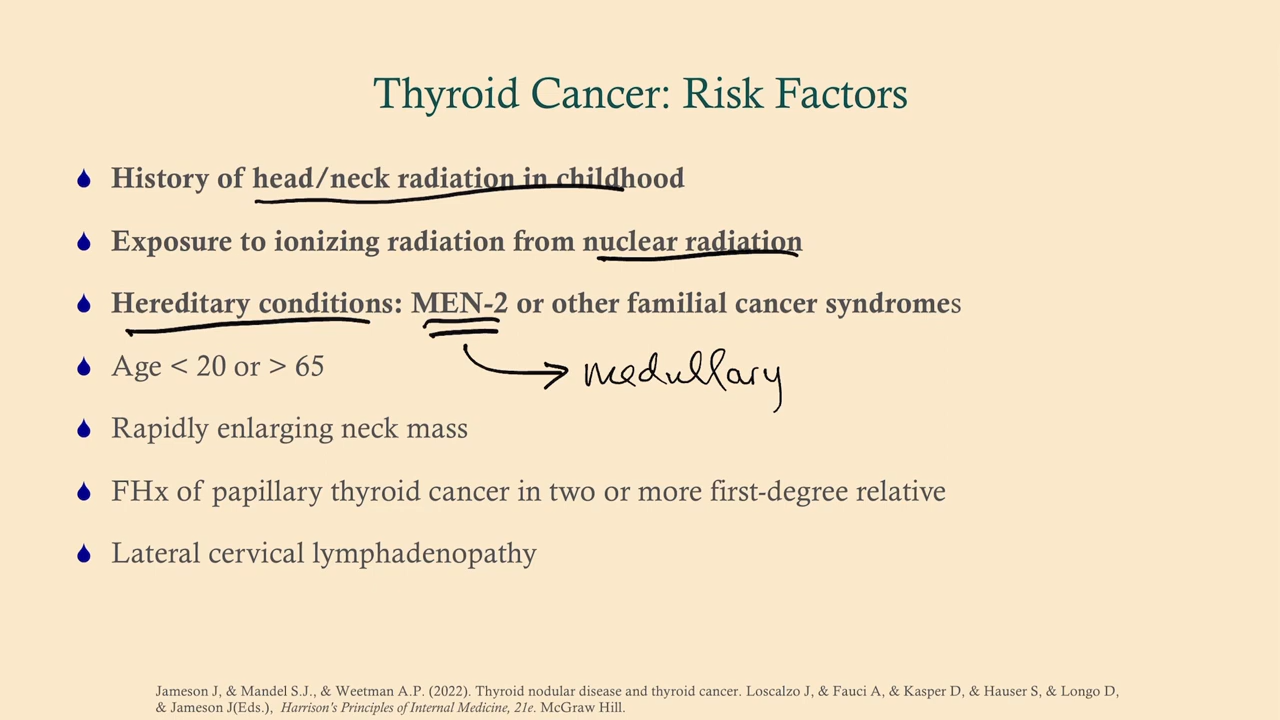 Thyroid Cancer: Risk Factors
History of head/neck radiation in childhood
Exposure to ionizing radiation from nuclear radiation
Hereditary conditions: MEN-2 or other familial cancer syndromes
Age < 20 or > 65
medullary
Rapidly enlarging neck mass
FHx of papillary thyroid cancer in two or more first-degree relative
Lateral cervical lymphadenopathy
Jameson J, & Mandel S.J., & Weetman A.P. (2022). Thyroid nodular disease and thyroid cancer. Loscalzo J, & Fauci A, & Kasper D, & Hauser S, & Longo D,
& Jameson J(Eds.), Harrison's Principles of Internal Medicine, 21e. McGraw Hill.